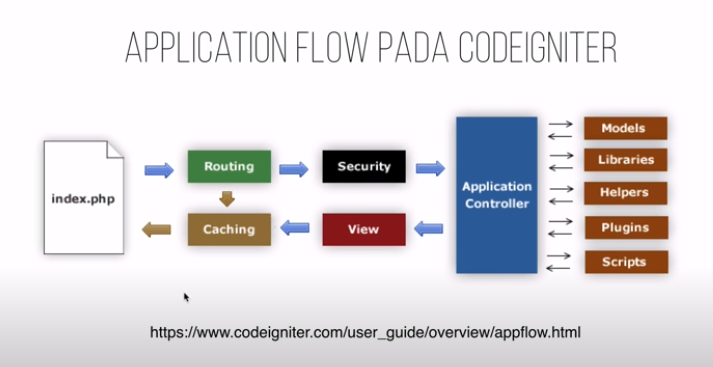 APPLICATION FLOW PADA CODEIGNITER
index.php
Routing
Security
Caching
View
Application
Controller
Models
Libraries
Helpers
Plugins
Scripts
https://www.codeigniter.com/user_guide/overview/appflow.html